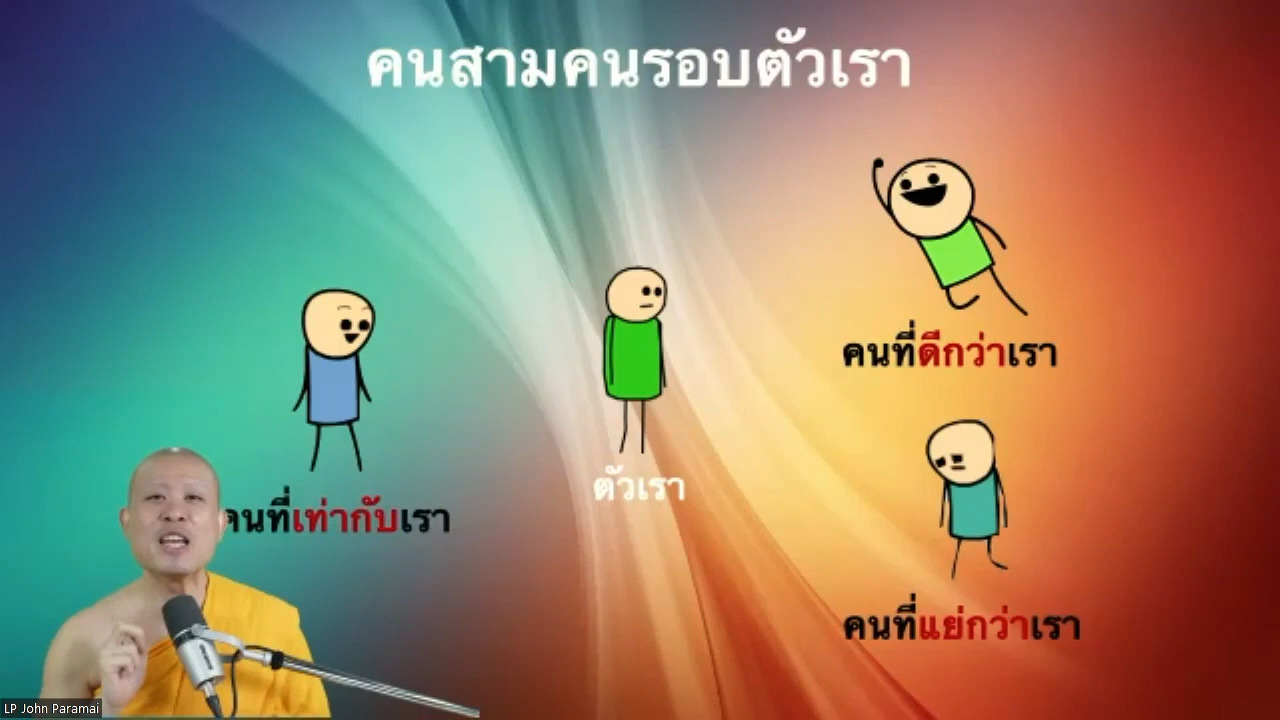 คนสามคนรอบตัวเรา
คนที่ดีกว่าเรา
ตัวเรา
คนที่เท่ากับเรา
คนที่แย่กว่าเรา
LP John Paramai